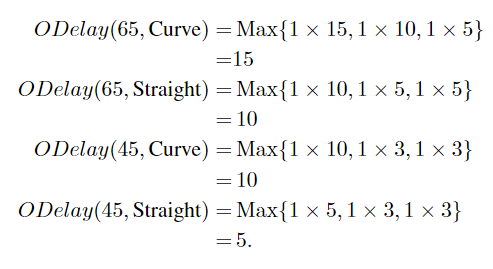 ODelay(65, Curve) = Max{1 × 15, 1 × 10, 1 × 5}
=15
ODelay(65, Straight) = Max{1 × 10, 1 × 5, 1 × 5}
= 10
ODelay(45, Curve) = Max{1 × 10, 1 × 3, 1 × 3}
= 10
ODelay(45, Straight) = Max{1 × 5, 1 × 3, 1 × 3}
= 5.